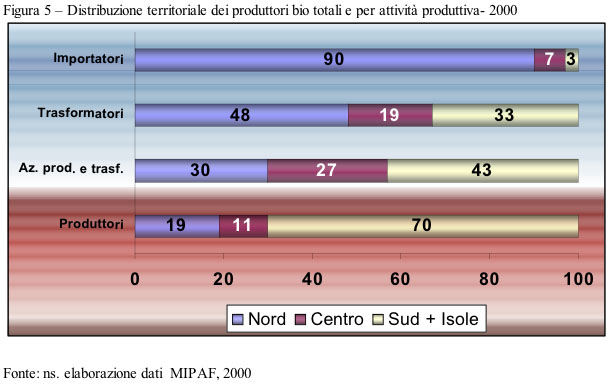 Figura 5 – Distribuzione territoriale dei produttori bio totali e per attività produttiva- 2000
Importatori 90 7 3
Trasformatori 48 19 33
Az. prod. e trasf. 30 27 43
Produttori 19 11 70
0 20 40 60 80 100
Nord Centro Sud + Isole
Fonte: ns. elaborazione dati MIPAF, 2000